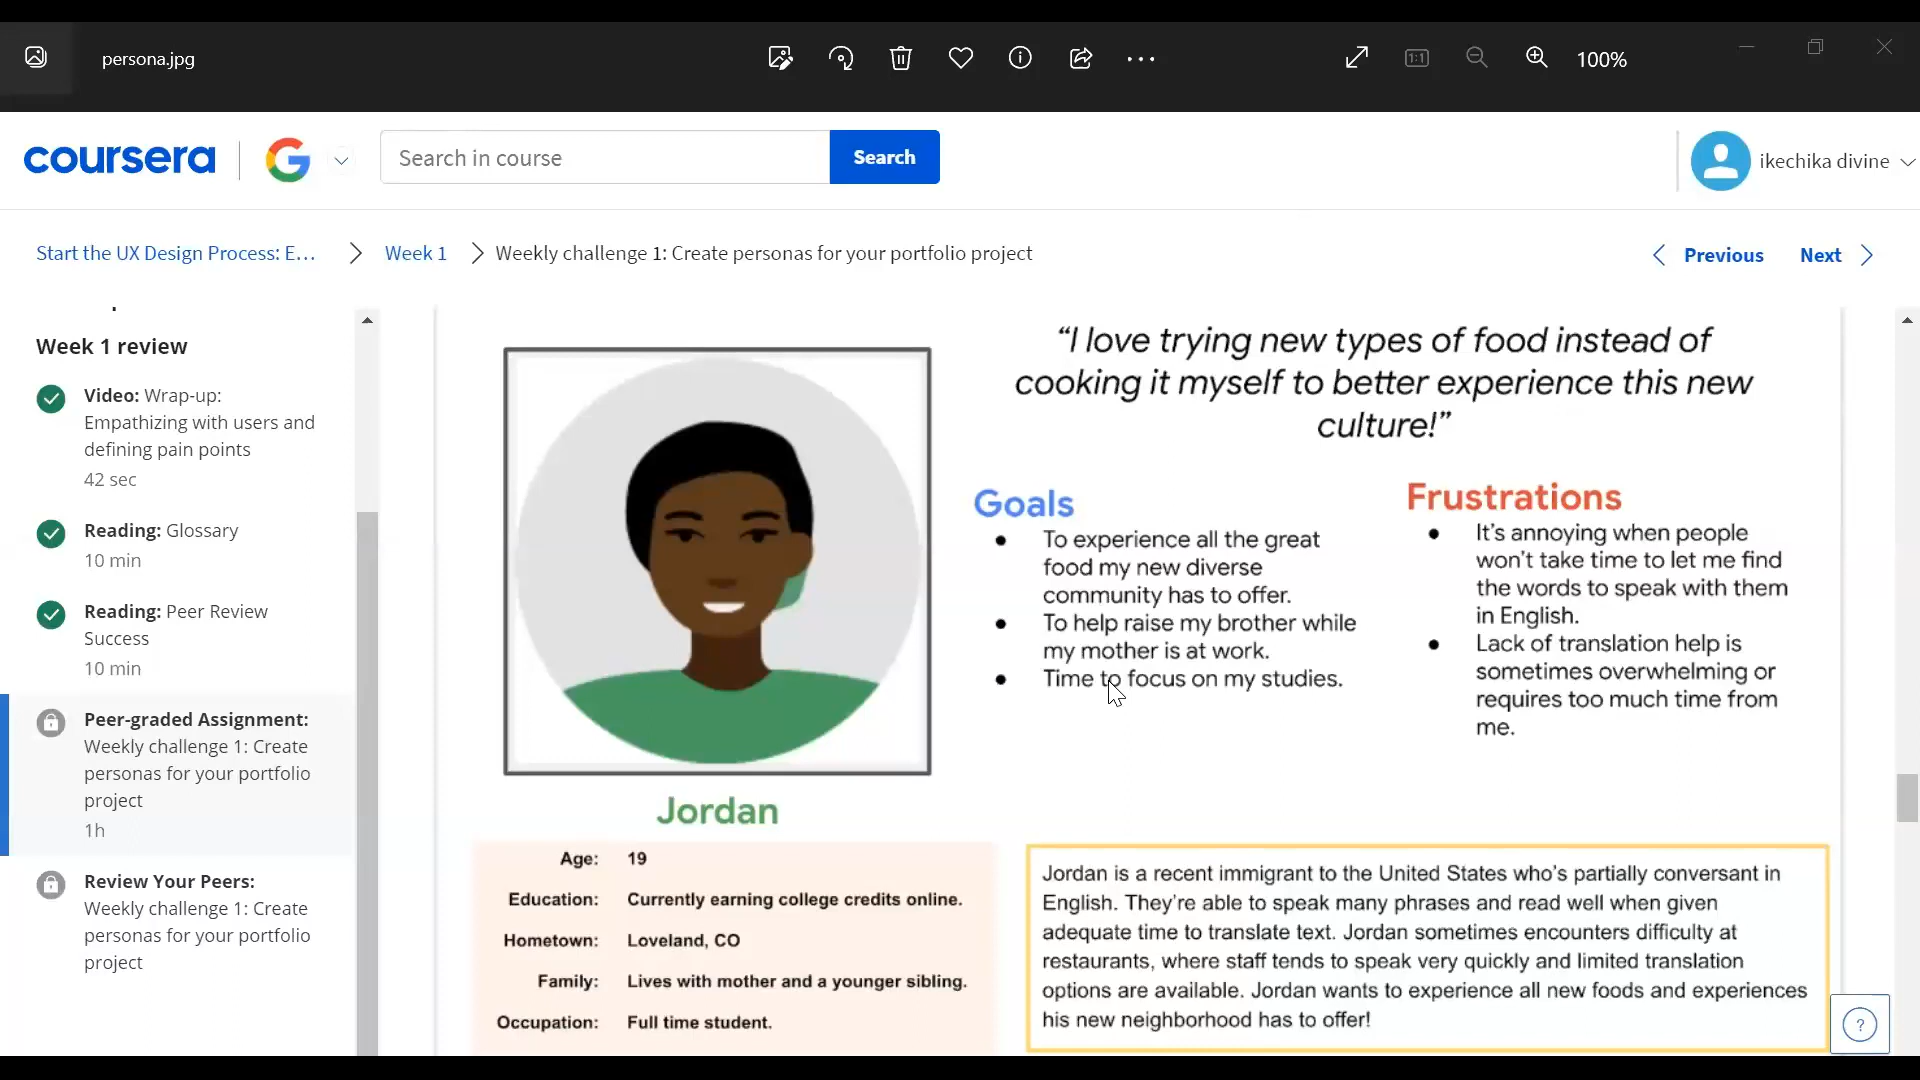 persona.jpg
1:1
100%
coursera
Search in course
Search
ikechika divine
Start the UX Design Process: E...
Week 1
Weekly challenge 1: Create personas for your portfolio project
Previous
Next
Week 1 review
Video: Wrap-up:
Empathizing with users and
defining pain points
42 sec
Reading: Glossary
10 min
Reading: Peer Review
Success
10 min
Peer-graded Assignment:
Weekly challenge 1: Create
personas for your portfolio
project
1h
Review Your Peers:
Weekly challenge 1: Create
personas for your portfolio
project
“I love trying new types of food instead of
cooking it myself to better experience this new
culture!”
Goals
• To experience all the great
food my new diverse
community has to offer.
• To help raise my brother while
my mother is at work.
• Time to focus on my studies.
Frustrations
• It’s annoying when people
won’t take time to let me find
the words to speak with them
in English.
• Lack of translation help is
sometimes overwhelming or
requires too much time from
me.
Jordan
Age: 19
Education: Currently earning college credits online.
Hometown: Loveland, CO
Family: Lives with mother and a younger sibling.
Occupation: Full time student.
Jordan is a recent immigrant to the United States who’s partially conversant in
English. They’re able to speak many phrases and read well when given
adequate time to translate text. Jordan sometimes encounters difficulty at
restaurants, where staff tends to speak very quickly and limited translation
options are available. Jordan wants to experience all new foods and experiences
his new neighborhood has to offer!
?